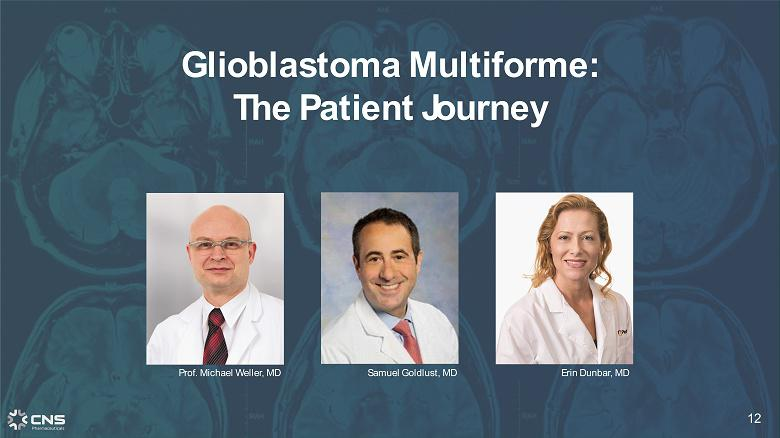 Glioblastoma Multiforme:
The Patient Journey
Prof. Michael Weller, MD
Samuel Goldlust, MD
Erin Dunbar, MD
CNS
Pharmaceuticals
12